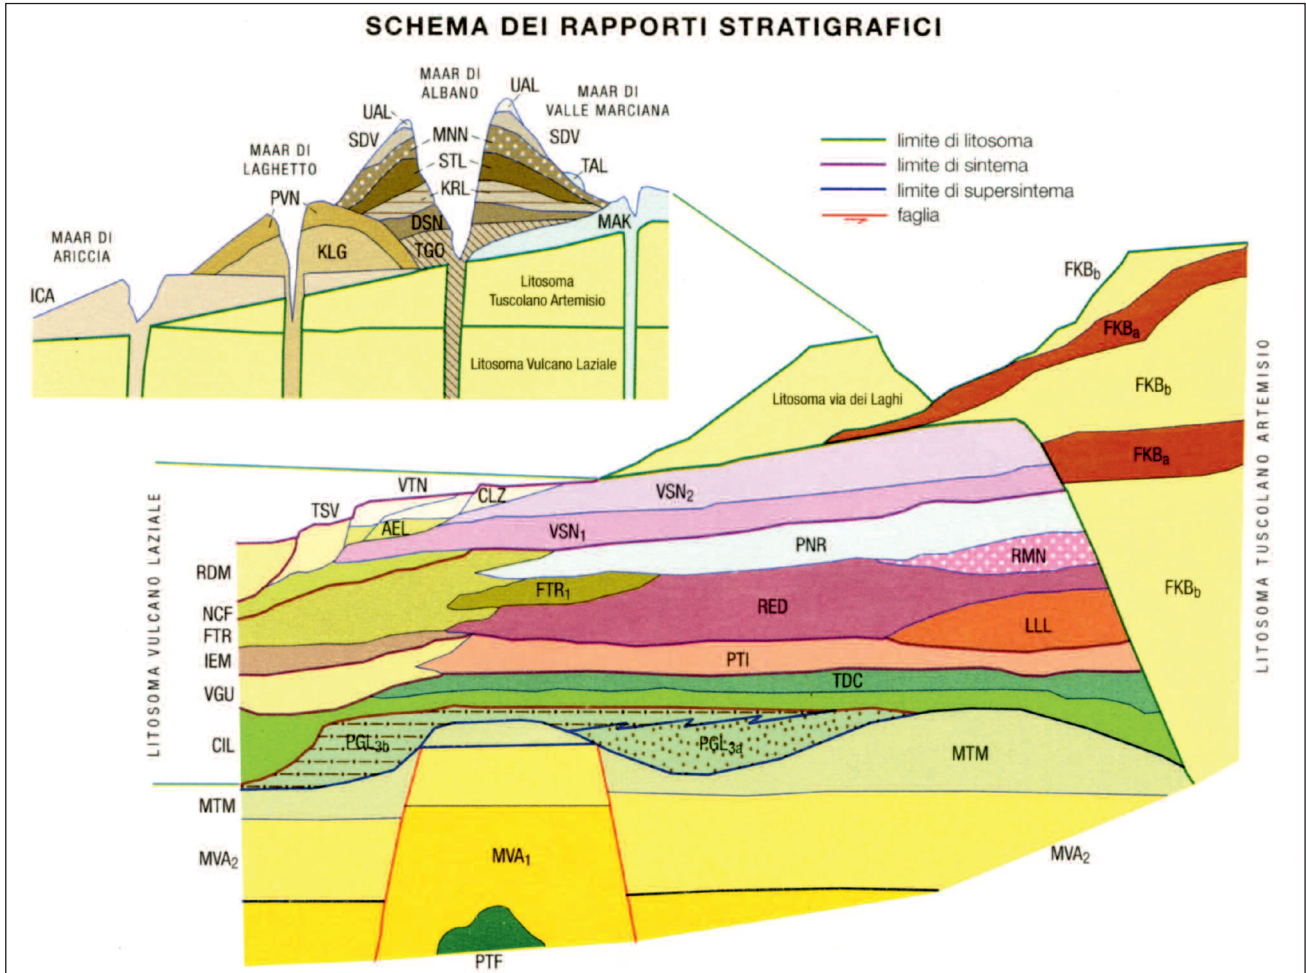 SCHEMA DEI RAPPORTI STRATIGRAFICI
MAAR DI
ALBANO
UAL
MAAR DI
VALLE MARCIANA
UAL
SDV
MNN
SDV
STL
TAL
KRL
MAAR DI
LAGHETTO
PVN
DSN
MAK
TGO
KLG
MAAR DI
ARICCIA
ICA
Litosoma
Tuscolano Artemisio
Litosoma Vulcano Laziale
limite di litosoma
limite di sintema
limite di supersintema
faglia
FKBb
FKBa
FKBb
FKBa
FKBb
LITOSOMA TUSCOLANO ARTEMISIO
Litosoma via dei Laghi
LITOSOMA VULCANO LAZIALE
VTN
CLZ
VSN2
TSV
AEL
VSN1
PNR
RMN
RDM
FTR1
RED
NCF
LLL
FTR
IEM
PTI
VGU
TDC
CIL
PGL3b
PGL3a
MTM
MTM
MVA2
MVA1
MVA2
PTF